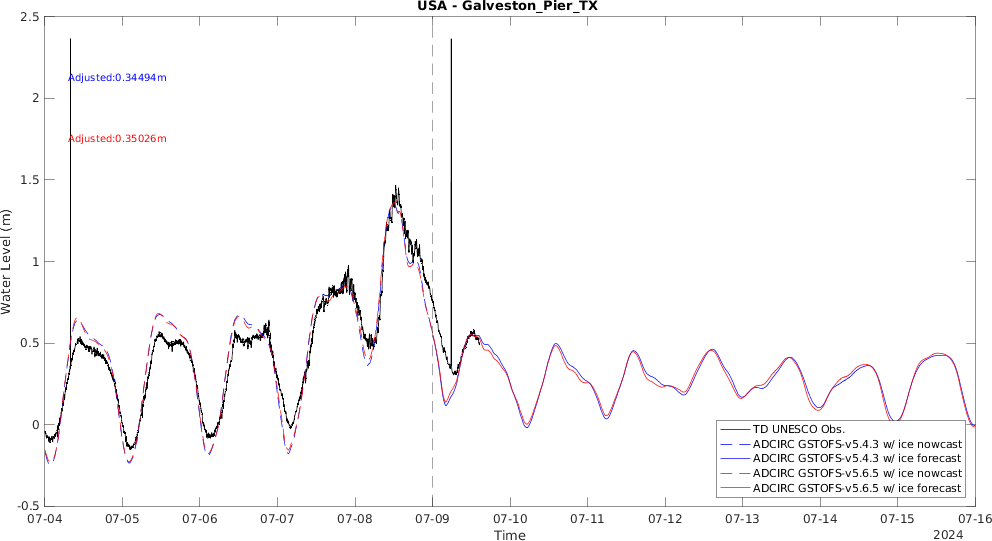 USA - Galveston_Pier_TX
2.5
2
1.5
1
0.5
0
-0.5
Water Level (m)
Adjusted:0.34494m
Adjusted:0.35026m
TD UNESCO Obs.
ADCIRC GSTOFS-v5.4.3 w/ ice nowcast
ADCIRC GSTOFS-v5.4.3 w/ ice forecast
ADCIRC GSTOFS-v5.6.5 w/ ice nowcast
ADCIRC GSTOFS-v5.6.5 w/ ice forecast
07-04 07-05 07-06 07-07 07-08 07-09 07-10 07-11 07-12 07-13 07-14 07-15 07-16
Time
2024